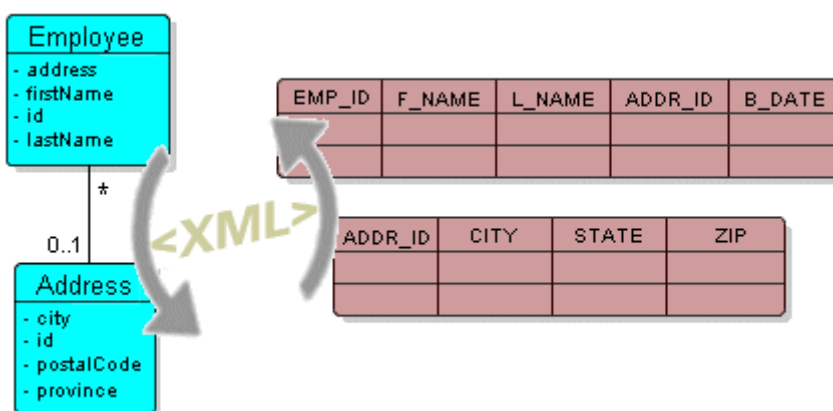 Employee
- address
- firstName
- id
- lastName
*
0..1
Address
- city
- id
- postalCode
- province
<XML>
EMP_ID F_NAME L_NAME ADDR_ID B_DATE
ADDR_ID CITY STATE ZIP